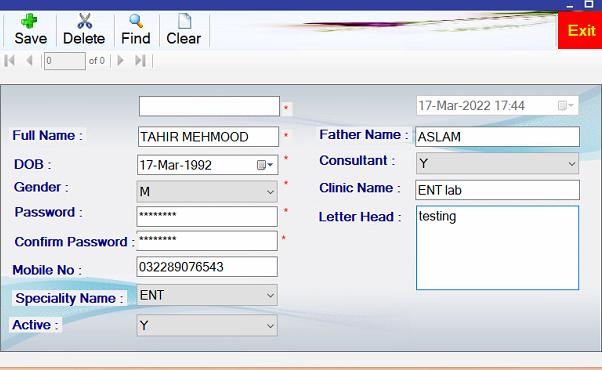 Save Delete Find Clear Exit
0 of 0
* 17-Mar-2022 17:44
Full Name : TAHIR MEHMOOD * Father Name : ASLAM
DOB : 17-Mar-1992 * Consultant : Y
Gender : M * Clinic Name : ENT lab
Password : ******** * Letter Head : testing
Confirm Password : ******** *
Mobile No : 032289076543
Speciality Name : ENT
Active : Y